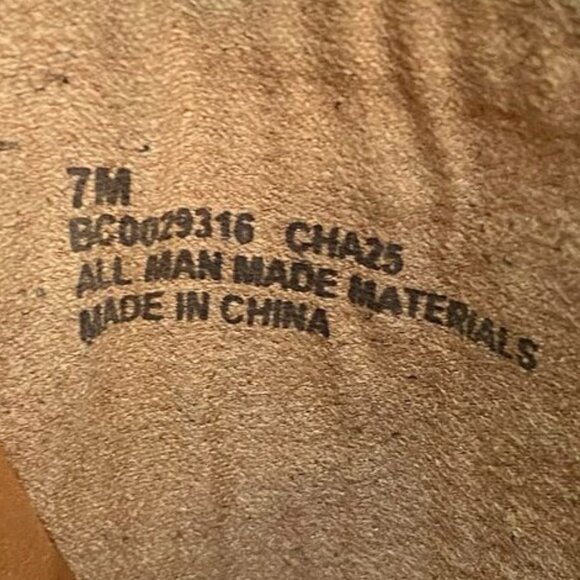 7M
BC0029316 CHA25
ALL MAN MADE MATERIALS
MADE IN CHINA